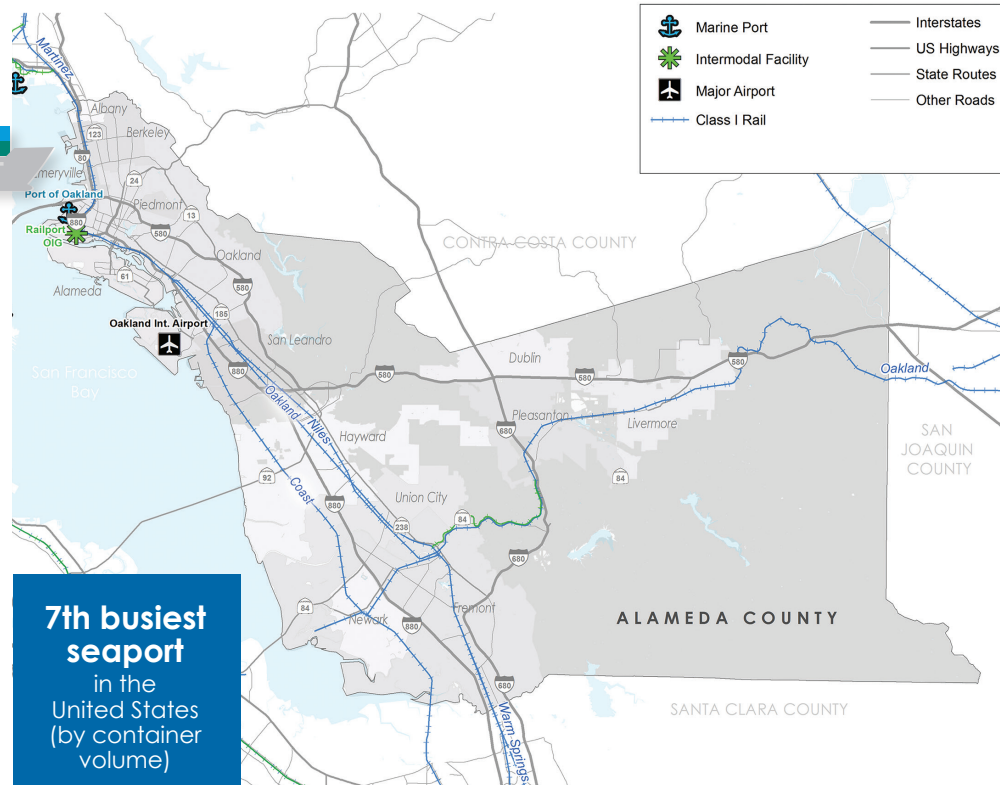 Marine Port
Intermodal Facility
Major Airport
Class I Rail
Interstates
US Highways
State Routes
Other Roads
Martinez
Albany
123
Berkeley
80
24
Port of Oakland
Piedmont
880
13
Railport
OIG
580
Oakland
CONTRA COSTA COUNTY
61
Alameda
580
185
Oakland Int. Airport
San Leandro
San Francisco
Bay
880
580
Dublin
580
580
Oakland
Oakland
Niles
Hayward
Pleasanton
Livermore
680
SAN
JOAQUIN
COUNTY
92
Coast
84
880
Union City
84
238
680
84
Newark
Fremont
880
ALAMEDA COUNTY
680
SANTA CLARA COUNTY
Warm Springs
7th busiest
seaport
in the
United States
(by container
volume)